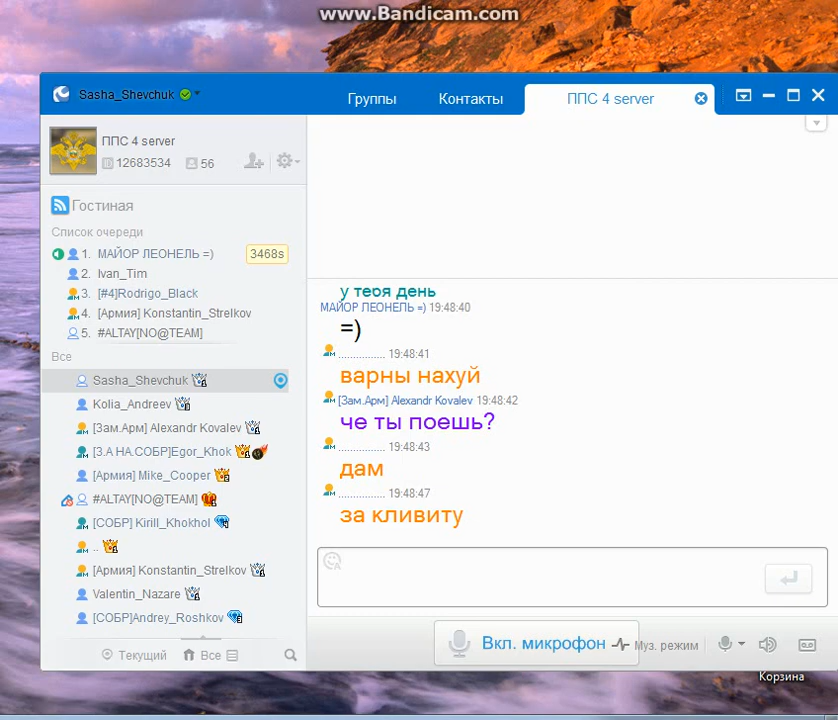 www.Bandicam.com
Sasha_Shevchuk
Группы
Контакты
ППС 4 server
ППС 4 server
12683534
56
Гостиная
Список очереди
1. МАЙОР ЛЕОНЕЛЬ =)
3468s
2. Ivan_Tim
3. [#4]Rodrigo_Black
4. [Армия] Konstantin_Strelkov
5. #ALTAY[NO@TEAM]
Все
Sasha_Shevchuk
Kolia_Andreev
[Зам.Арм] Alexandr Kovalev
[З.А НА.СОБР]Egor_Khok
[Армия] Mike_Cooper
#ALTAY[NO@TEAM]
[СОБР] Kirill_Khokhol
..
[Армия] Konstantin_Strelkov
Valentin_Nazare
[СОБР]Andrey_Roshkov
Текущий
Все
у тебя день
МАЙОР ЛЕОНЕЛЬ =) 19:48:40
=)
............... 19:48:41
варны нахуй
[Зам.Арм] Alexandr Kovalev 19:48:42
че ты поешь?
............... 19:48:43
дам
............... 19:48:47
за кливиту
Вкл. микрофон
Муз. режим
Корзина